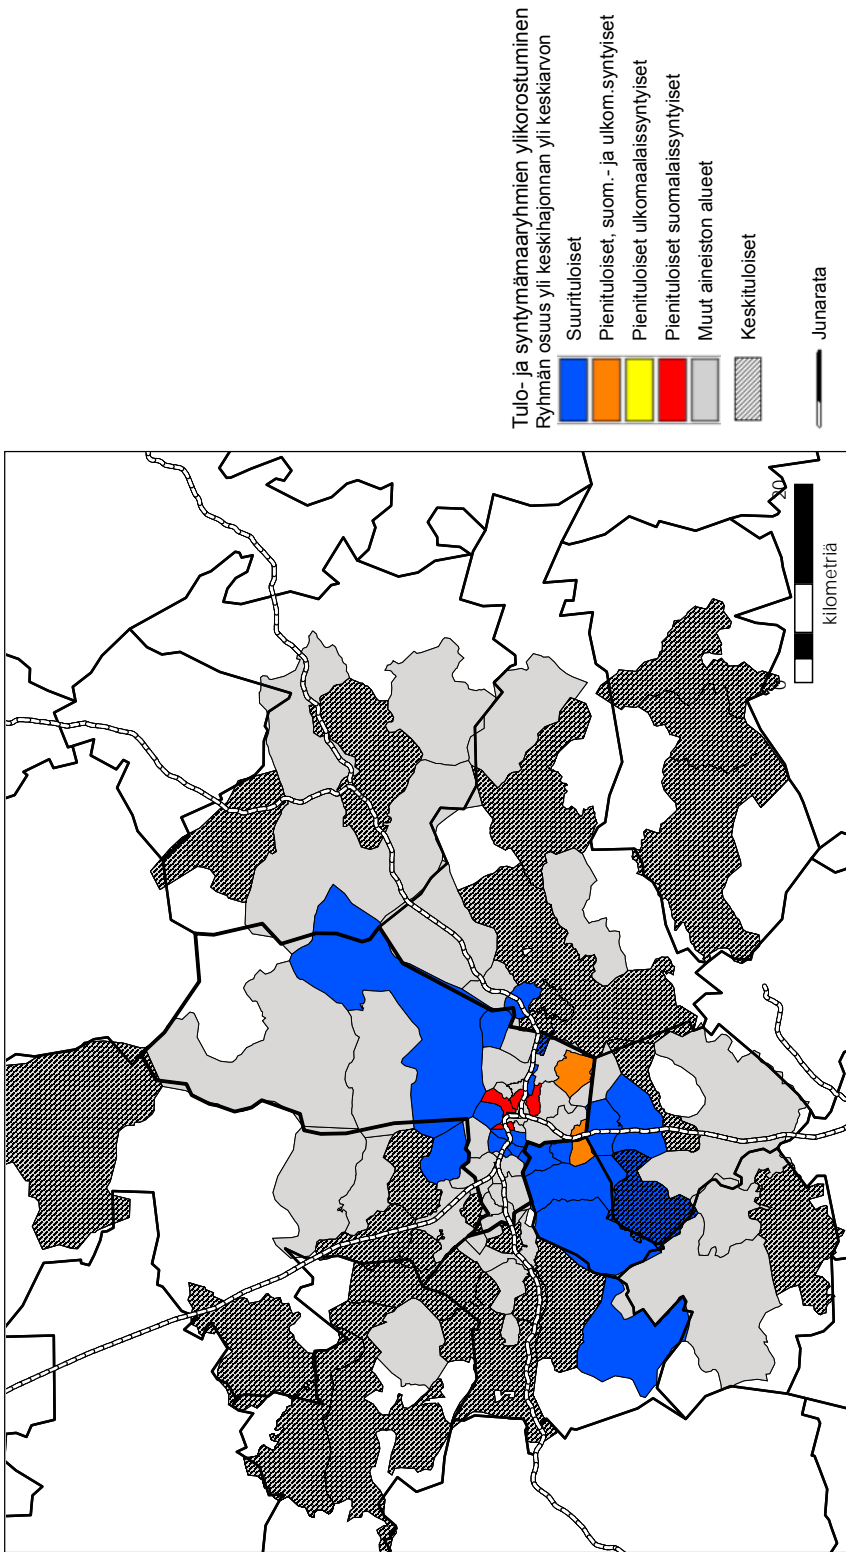 Tulo- ja syntymämaaryhmien ylikorostuminen
Ryhmän osuus yli keskihajonnan yli keskiarvon
Suurituloiset
Pienituloiset, suom.- ja ulkom.syntyiset
Pienituloiset ulkomaalaissyntyiset
Pienituloiset suomalaissyntyiset
Muut aineiston alueet
Keskituloiset
Junarata
0
20
kilometriä